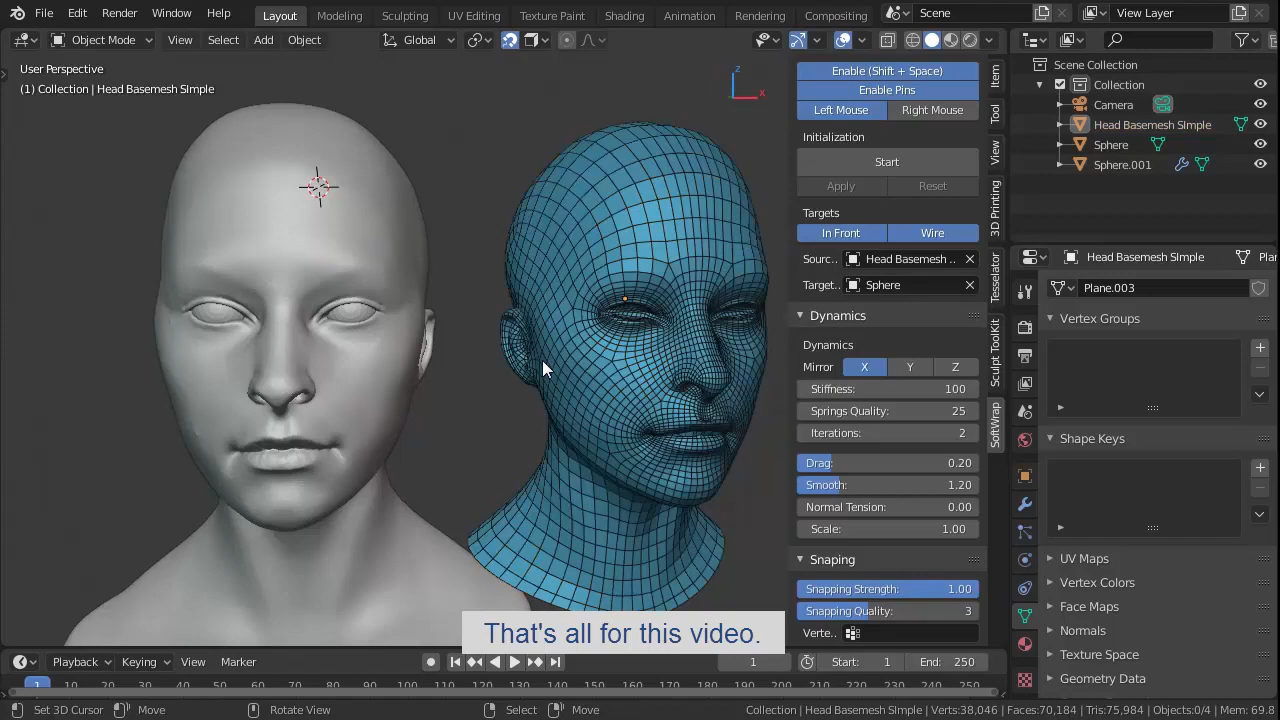 File Edit Render Window Help Layout Modeling Sculpting UV Editing Texture Paint Shading Animation Rendering Compositing Scene View Layer
Object Mode View Select Add Object Global
User Perspective
(1) Collection | Head Basemesh SImple
z
x
Enable (Shift + Space)
Enable Pins
Left Mouse Right Mouse
Initialization
Start
Apply Reset
Targets
In Front Wire
Sourc.. Head Basemesh ..
Target.. Sphere
Dynamics
Dynamics
Mirror X Y Z
Stiffness: 100
Springs Quality: 25
Iterations: 2
Drag: 0.20
Smooth: 1.20
Normal Tension: 0.00
Scale: 1.00
Snaping
Snapping Strength: 1.00
Snapping Quality: 3
Verte..
Item
Tool
View
3D Printing
Tesselator
Sculpt ToolKit
SoftWrap
Scene Collection
Collection
Camera
Head Basemesh SImple
Sphere
Sphere.001
Head Basemesh SImple
Plane.003
Vertex Groups
Shape Keys
UV Maps
Vertex Colors
Face Maps
Normals
Texture Space
Geometry Data
That's all for this video.
Playback Keying View Marker 1 Start: 1 End: 250
1 10 20 30 40 50 60 70 80 90 100 110 120 130 140 150 160 170 180 190 200 210 220 230 240 250
Set 3D Cursor Move Rotate View Select Move Collection | Head Basemesh SImple | Verts:38,046 | Faces:70,184 | Tris:75,984 | Objects:0/4 | Mem: 69.8